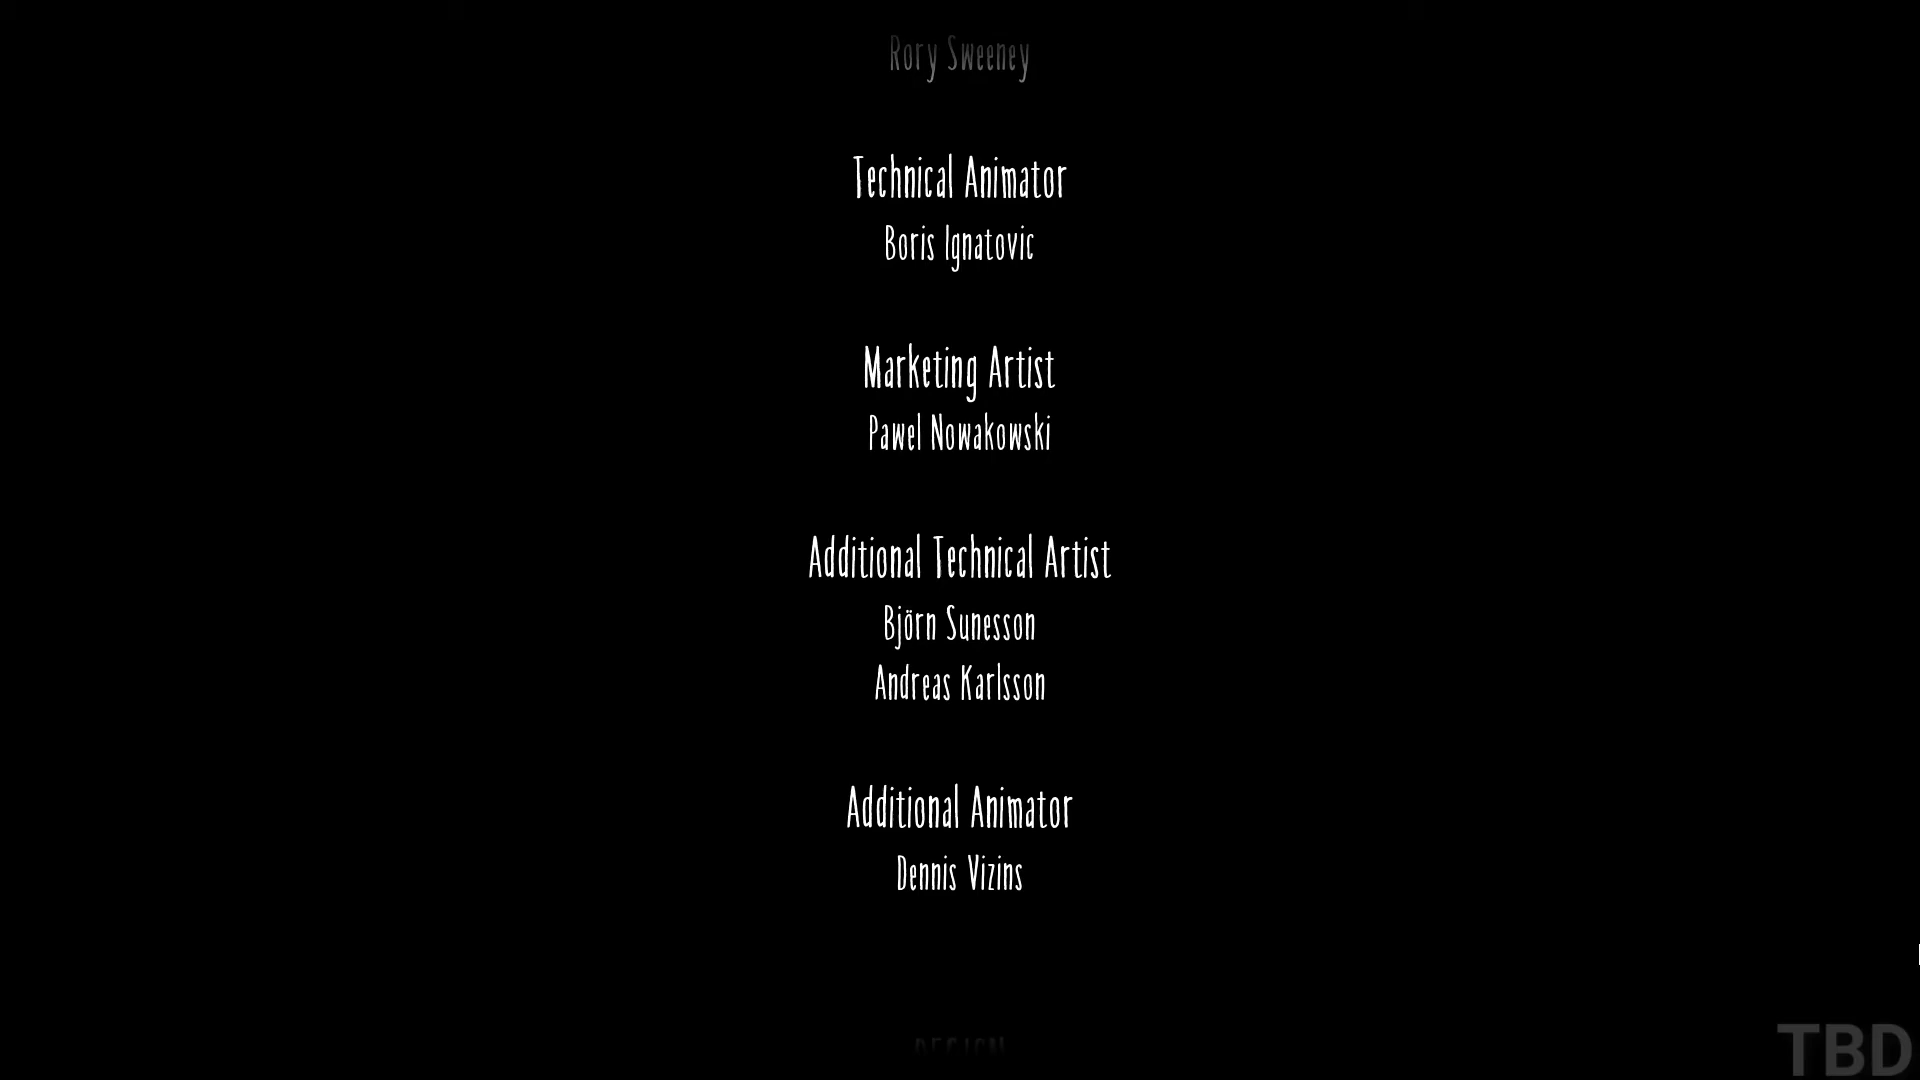 Rory Sweeney
Technical Animator
Boris Ignatovic
Marketing Artist
Pawel Nowakowski
Additional Technical Artist
Björn Sunesson
Andreas Karlsson
Additional Animator
Dennis Vizins
DESIGN
TBD